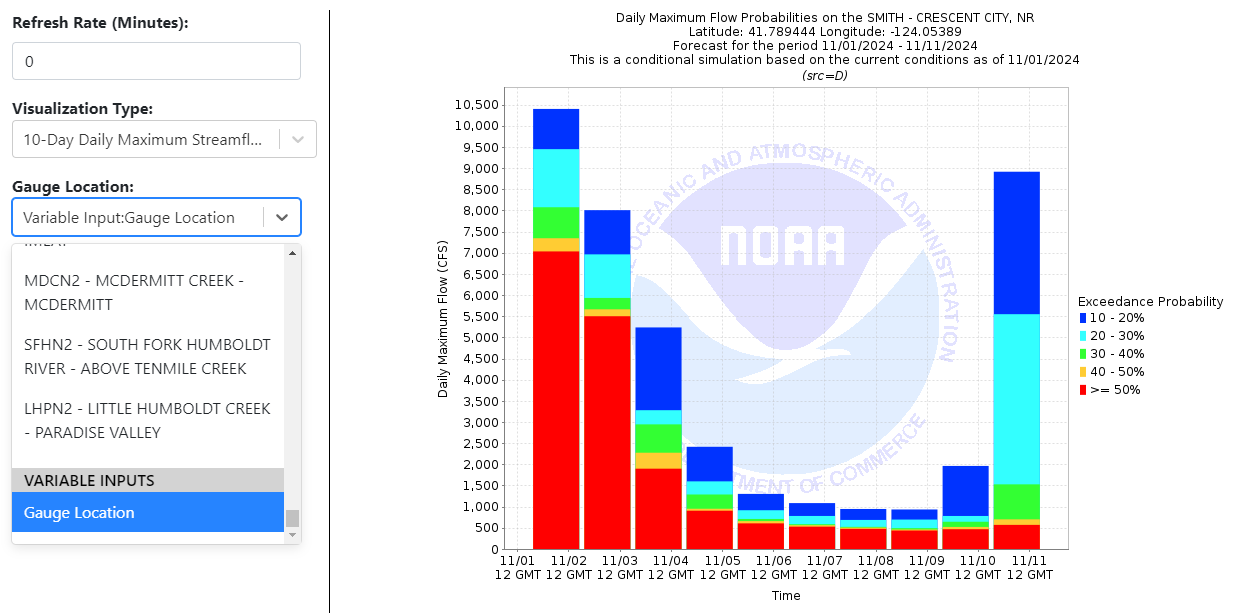 Refresh Rate (Minutes):
0
Visualization Type:
10-Day Daily Maximum Streamfl...
Gauge Location:
Variable Input:Gauge Location
MDCN2 - MCDERMITT CREEK -
MCDERMITT
SFHN2 - SOUTH FORK HUMBOLDT
RIVER - ABOVE TENMILE CREEK
LHPN2 - LITTLE HUMBOLDT CREEK
- PARADISE VALLEY
VARIABLE INPUTS
Gauge Location
Daily Maximum Flow Probabilities on the SMITH - CRESCENT CITY, NR
Latitude: 41.789444 Longitude: -124.05389
Forecast for the period 11/01/2024 - 11/11/2024
This is a conditional simulation based on the current conditions as of 11/01/2024
(src=D)
Daily Maximum Flow (CFS)
10,500
10,000
9,500
9,000
8,500
8,000
7,500
7,000
6,500
6,000
5,500
5,000
4,500
4,000
3,500
3,000
2,500
2,000
1,500
1,000
500
0
OCEANIC AND ATMOSPHERIC ADMINISTRATION
NOAA
OF COMMERCE
11/01 11/02 11/03 11/04 11/05 11/06 11/07 11/08 11/09 11/10 11/11
12 GMT 12 GMT 12 GMT 12 GMT 12 GMT 12 GMT 12 GMT 12 GMT 12 GMT 12 GMT 12 GMT
Time
Exceedance Probability
10 - 20%
20 - 30%
30 - 40%
40 - 50%
>= 50%